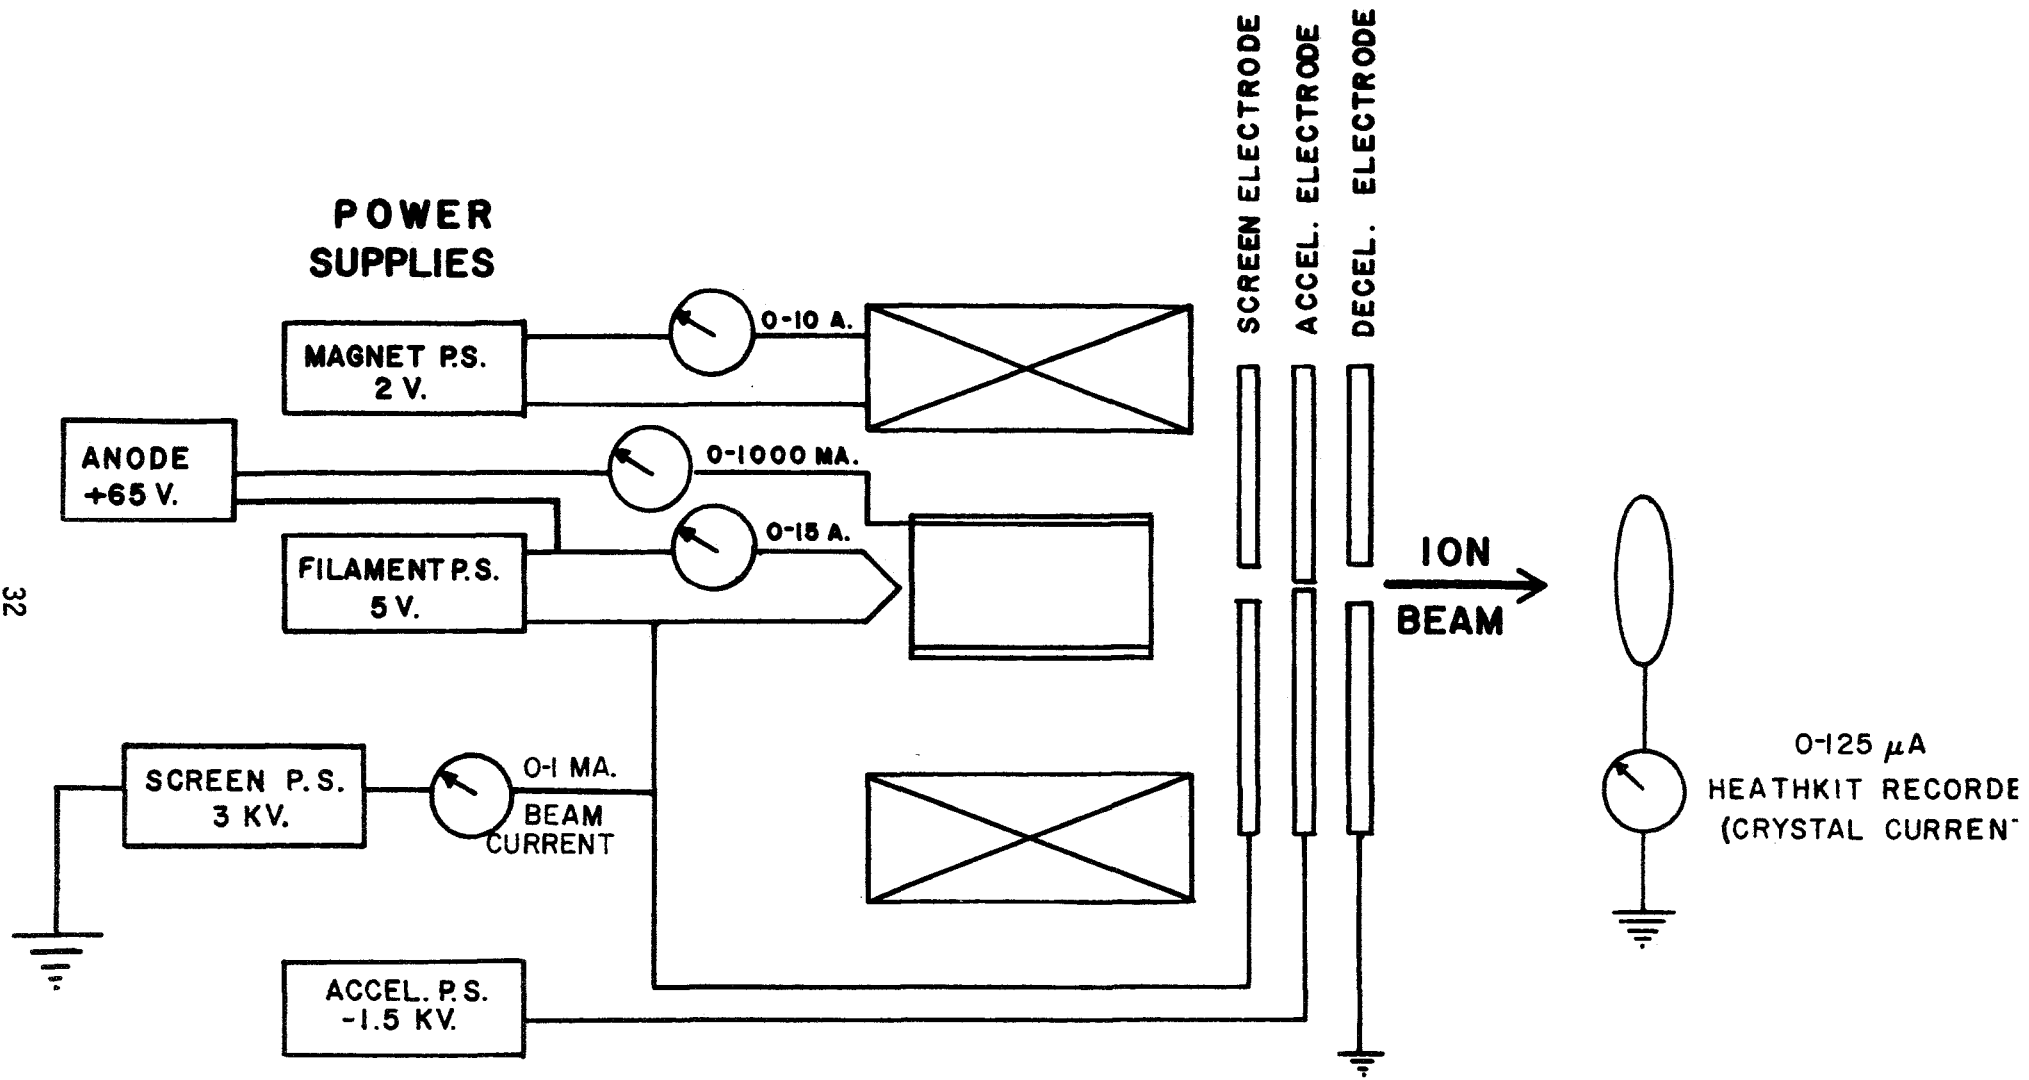 SCREEN ELECTRODE
ACCEL. ELECTRODE
DECEL. ELECTRODE
POWER
SUPPLIES
MAGNET P.S.
2 V.
0-10 A.
ANODE
+65 V.
0-1000 MA.
FILAMENT P.S.
5 V.
0-15 A.
ION
BEAM
32
SCREEN P.S.
3 KV.
0-1 MA.
BEAM
CURRENT
0-125 μA
HEATHKIT RECORDE
(CRYSTAL CURREN
ACCEL. P.S.
-1.5 KV.